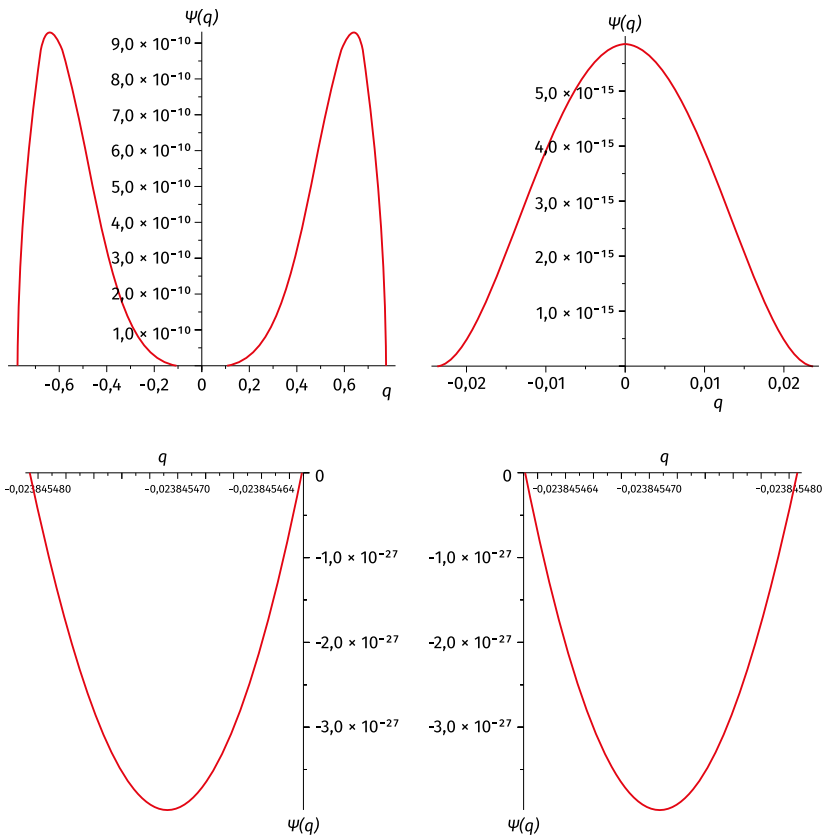 Ψ(q)
9,0 × 10⁻¹⁰
8,0 × 10⁻¹⁰
7,0 × 10⁻¹⁰
6,0 × 10⁻¹⁰
5,0 × 10⁻¹⁰
4,0 × 10⁻¹⁰
3,0 × 10⁻¹⁰
2,0 × 10⁻¹⁰
1,0 × 10⁻¹⁰
-0,6 -0,4 -0,2 0 0,2 0,4 0,6 q
Ψ(q)
5,0 × 10⁻¹⁵
4,0 × 10⁻¹⁵
3,0 × 10⁻¹⁵
2,0 × 10⁻¹⁵
1,0 × 10⁻¹⁵
-0,02 -0,01 0 0,01 0,02
q
q
-0,023845480 -0,023845470 -0,023845464 0
-1,0 × 10⁻²⁷
-2,0 × 10⁻²⁷
-3,0 × 10⁻²⁷
Ψ(q)
q
0 -0,023845464 -0,023845470 -0,023845480
-1,0 × 10⁻²⁷
-2,0 × 10⁻²⁷
-3,0 × 10⁻²⁷
Ψ(q)